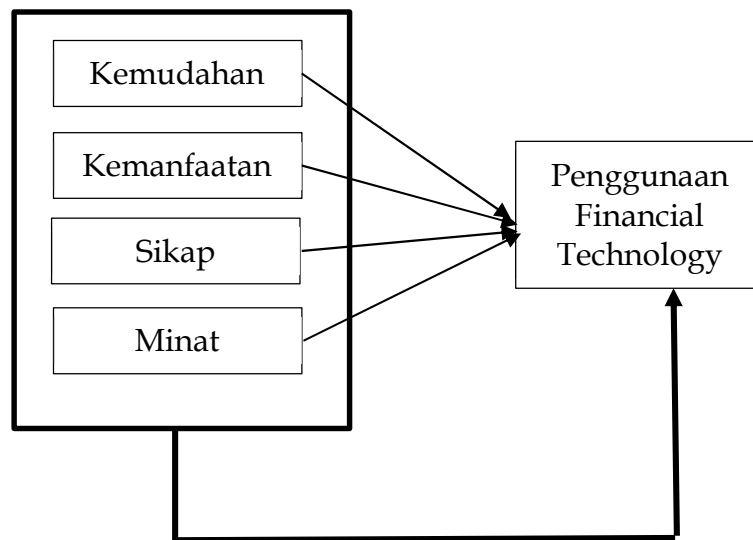 Kemudahan
Kemanfaatan
Sikap
Minat
Penggunaan
Financial
Technology